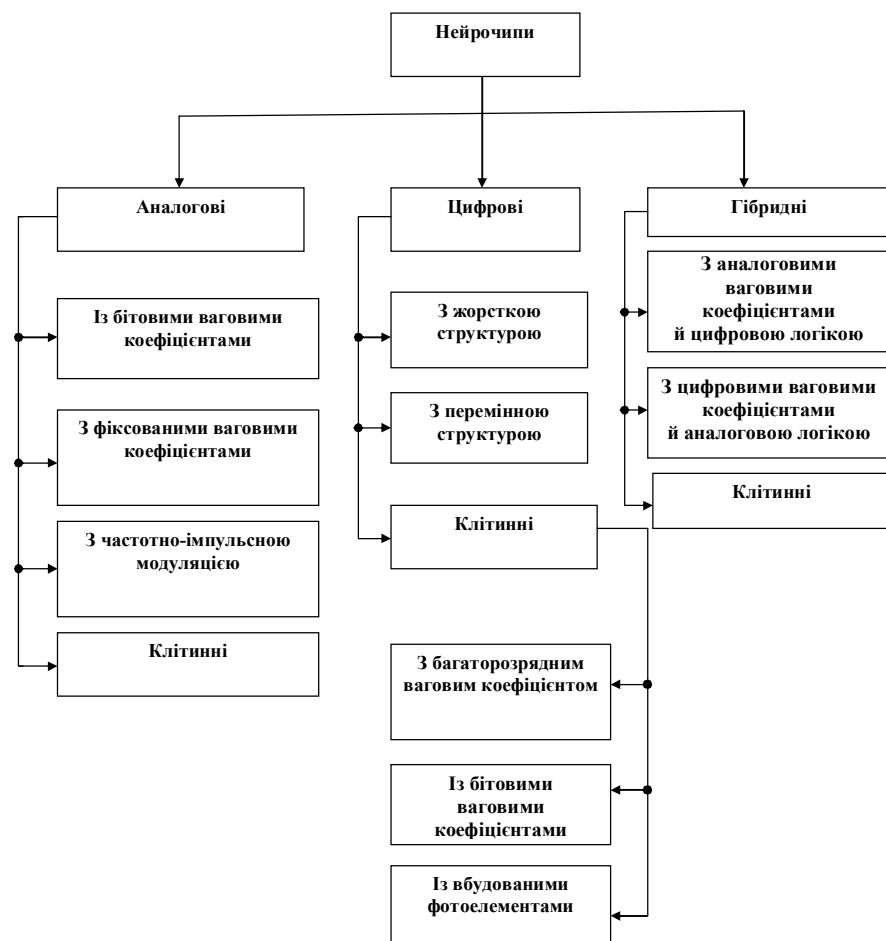 Нейрочипи
Аналогові
Цифрові
Гібридні
Із бітовими ваговими
коефіцієнтами
З фіксованими ваговими
коефіцієнтами
З частотно-імпульсною
модуляцією
Клітинні
З жорсткою
структурою
З перемінною
структурою
Клітинні
З багаторозрядним
ваговим коефіцієнтом
Із бітовими
ваговими
коефіцієнтами
Із вбудованими
фотоелементами
З аналоговими
ваговими
коефіцієнтами
й цифровою логікою
З цифровими ваговими
коефіцієнтами
й аналоговою логікою
Клітинні